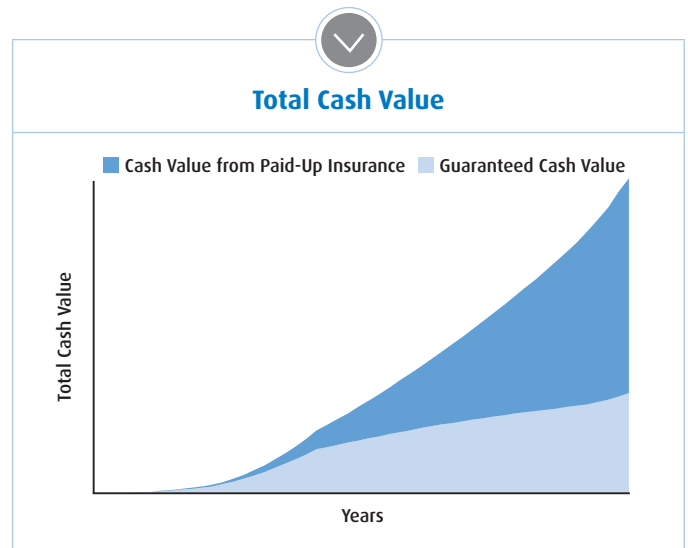 Total Cash Value
Cash Value from Paid-Up Insurance Guaranteed Cash Value
Total Cash Value
Years